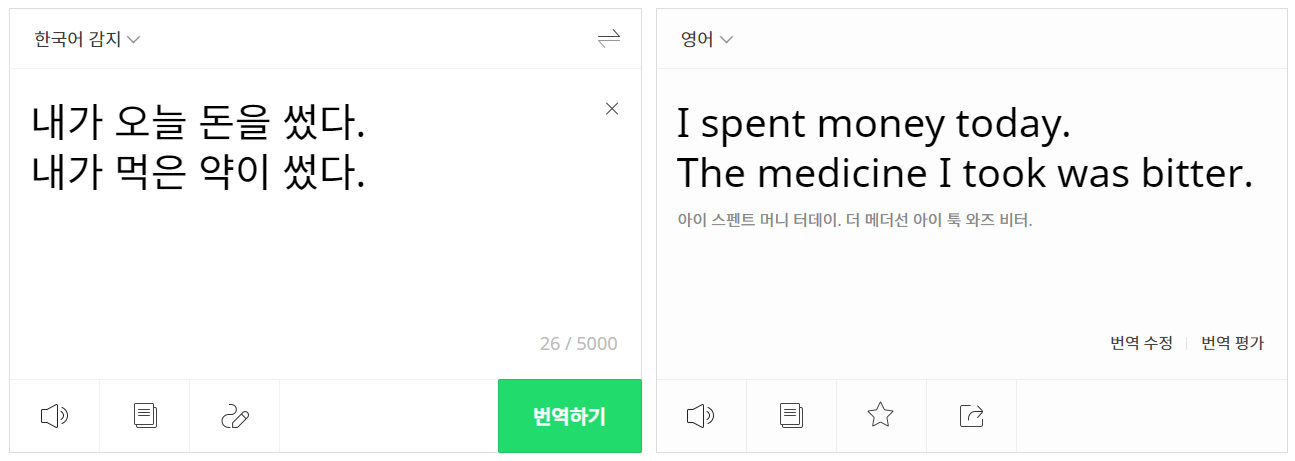 한국어 감지
내가 오늘 돈을 썼다.
내가 먹은 약이 썼다.
26 / 5000
번역하기
영어
I spent money today.
The medicine I took was bitter.
아이 스펜트 머니 터데이. 더 메더선 아이 툭 와즈 비터.
번역 수정
번역 평가